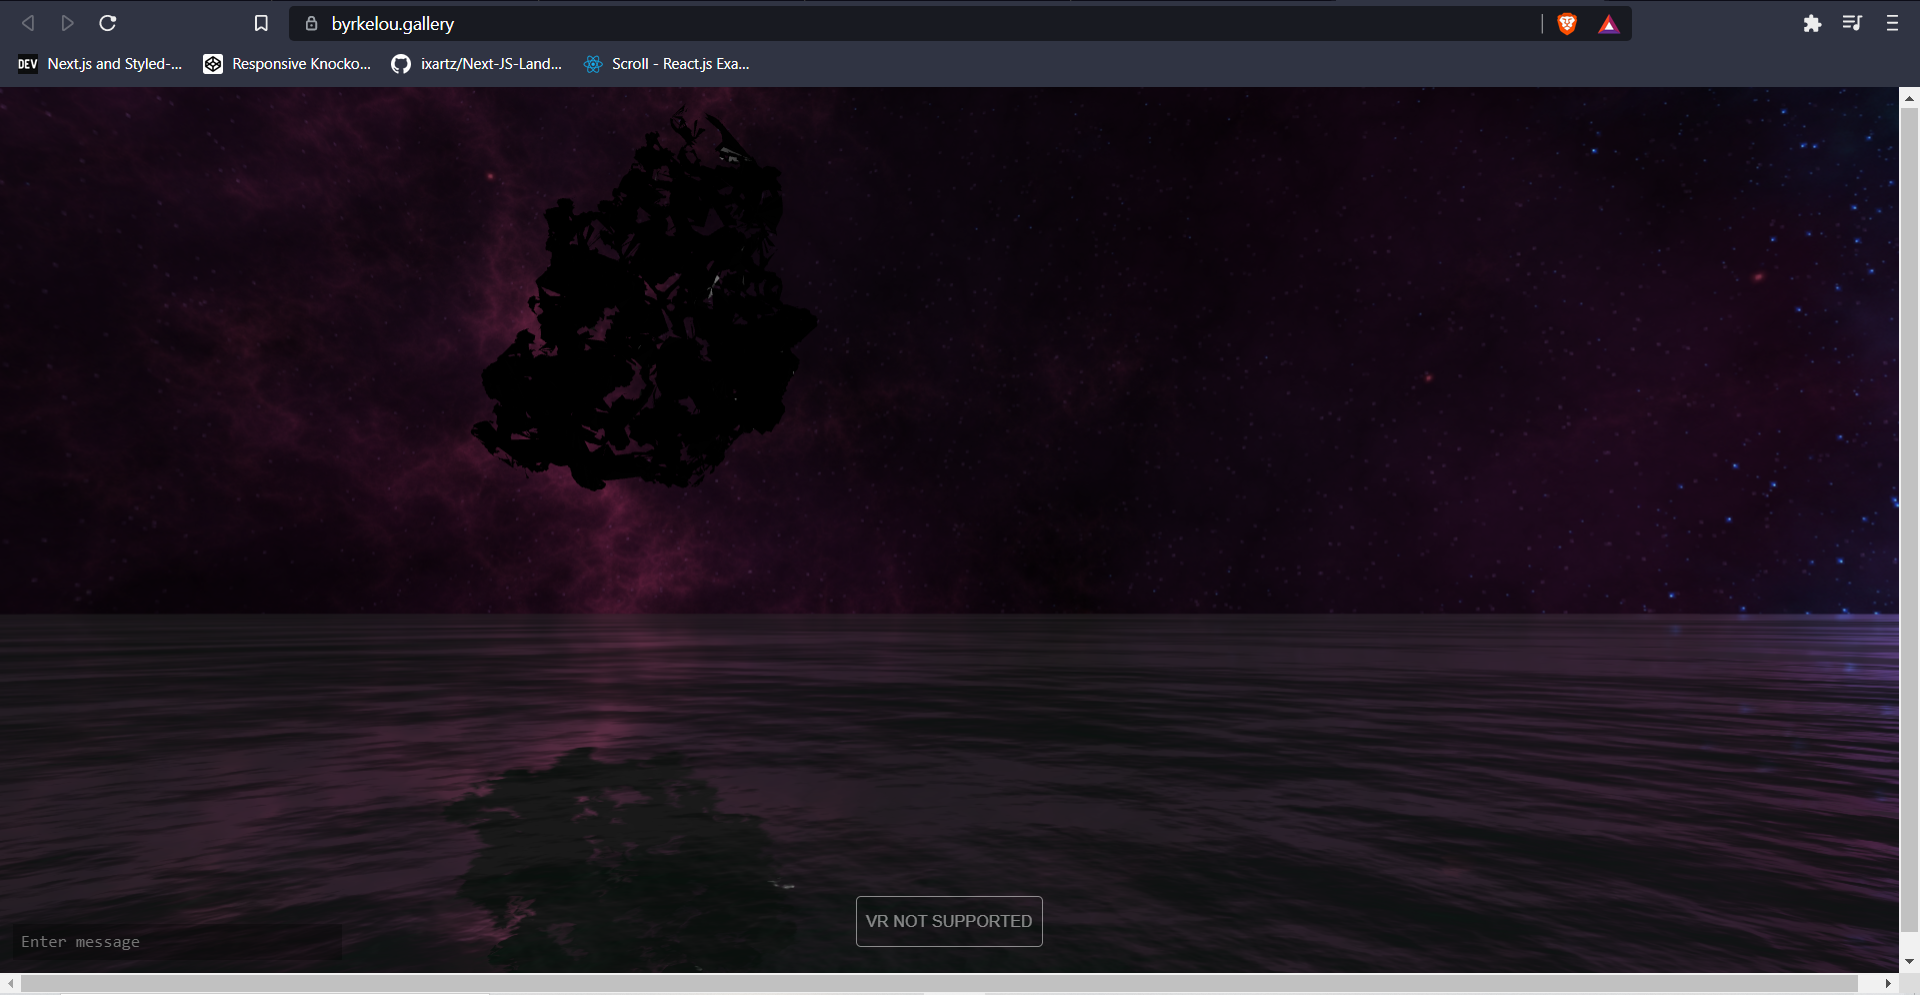 byrkelou.gallery
DEV Next.js and Styled-... Responsive Knocko... ixartz/Next-JS-Land... Scroll - React.js Exa...
VR NOT SUPPORTED
Enter message